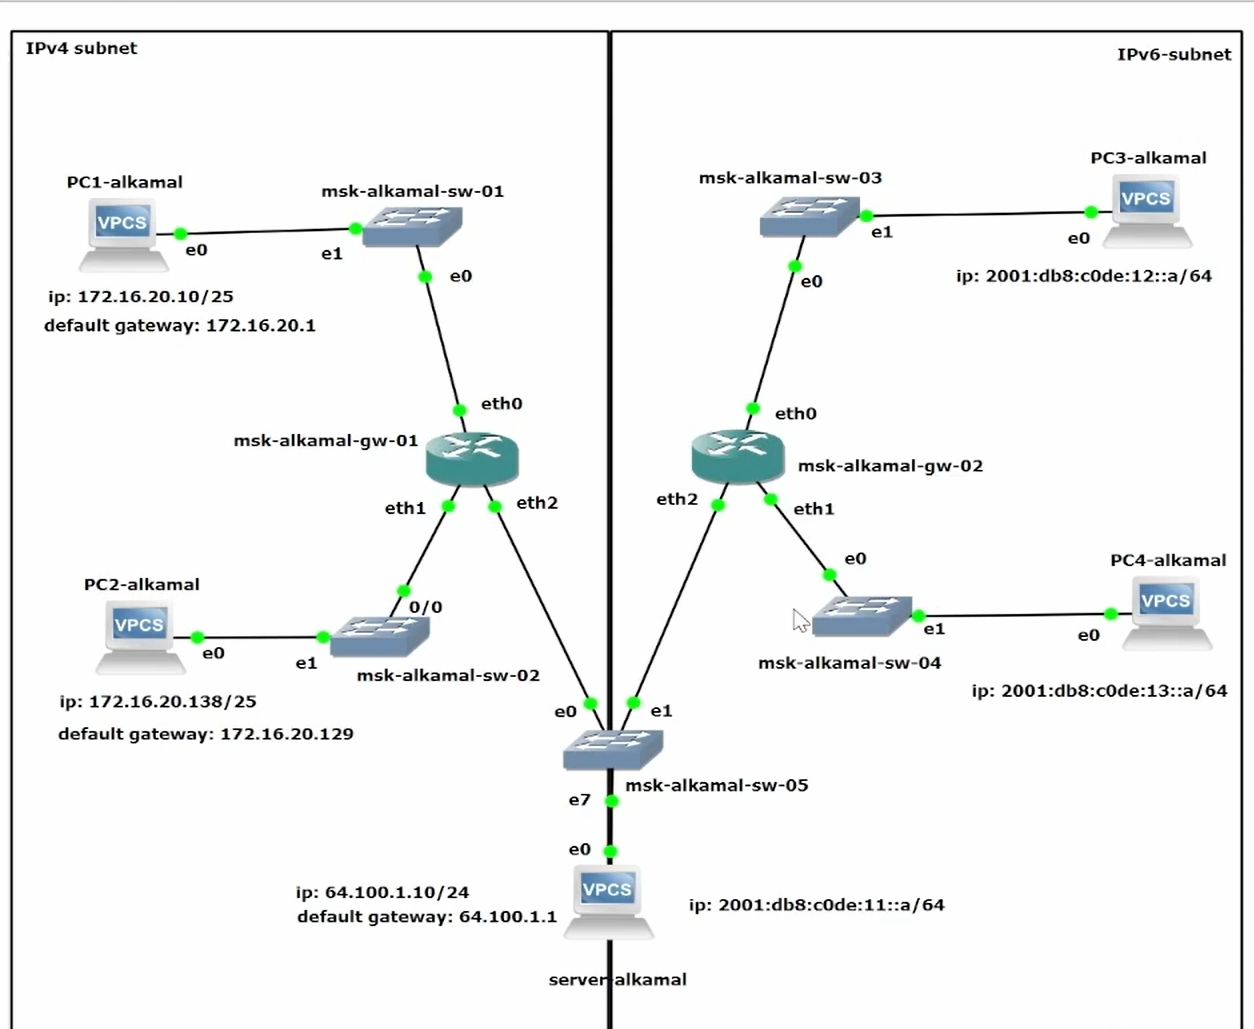 IPv4 subnet
IPv6-subnet
PC1-alkamal
VPCS
e0
e1
msk-alkamal-sw-01
e0
ip: 172.16.20.10/25
default gateway: 172.16.20.1
msk-alkamal-sw-03
e1
e0
PC3-alkamal
VPCS
e0
ip: 2001:db8:c0de:12::a/64
eth0
msk-alkamal-gw-01
eth1
eth2
eth0
msk-alkamal-gw-02
eth2
eth1
PC2-alkamal
VPCS
e0
e1
0/0
msk-alkamal-sw-02
ip: 172.16.20.138/25
default gateway: 172.16.20.129
e0
e1
msk-alkamal-sw-04
PC4-alkamal
VPCS
e0
ip: 2001:db8:c0de:13::a/64
e0
e1
msk-alkamal-sw-05
e7
e0
VPCS
ip: 64.100.1.10/24
default gateway: 64.100.1.1
ip: 2001:db8:c0de:11::a/64
server-alkamal